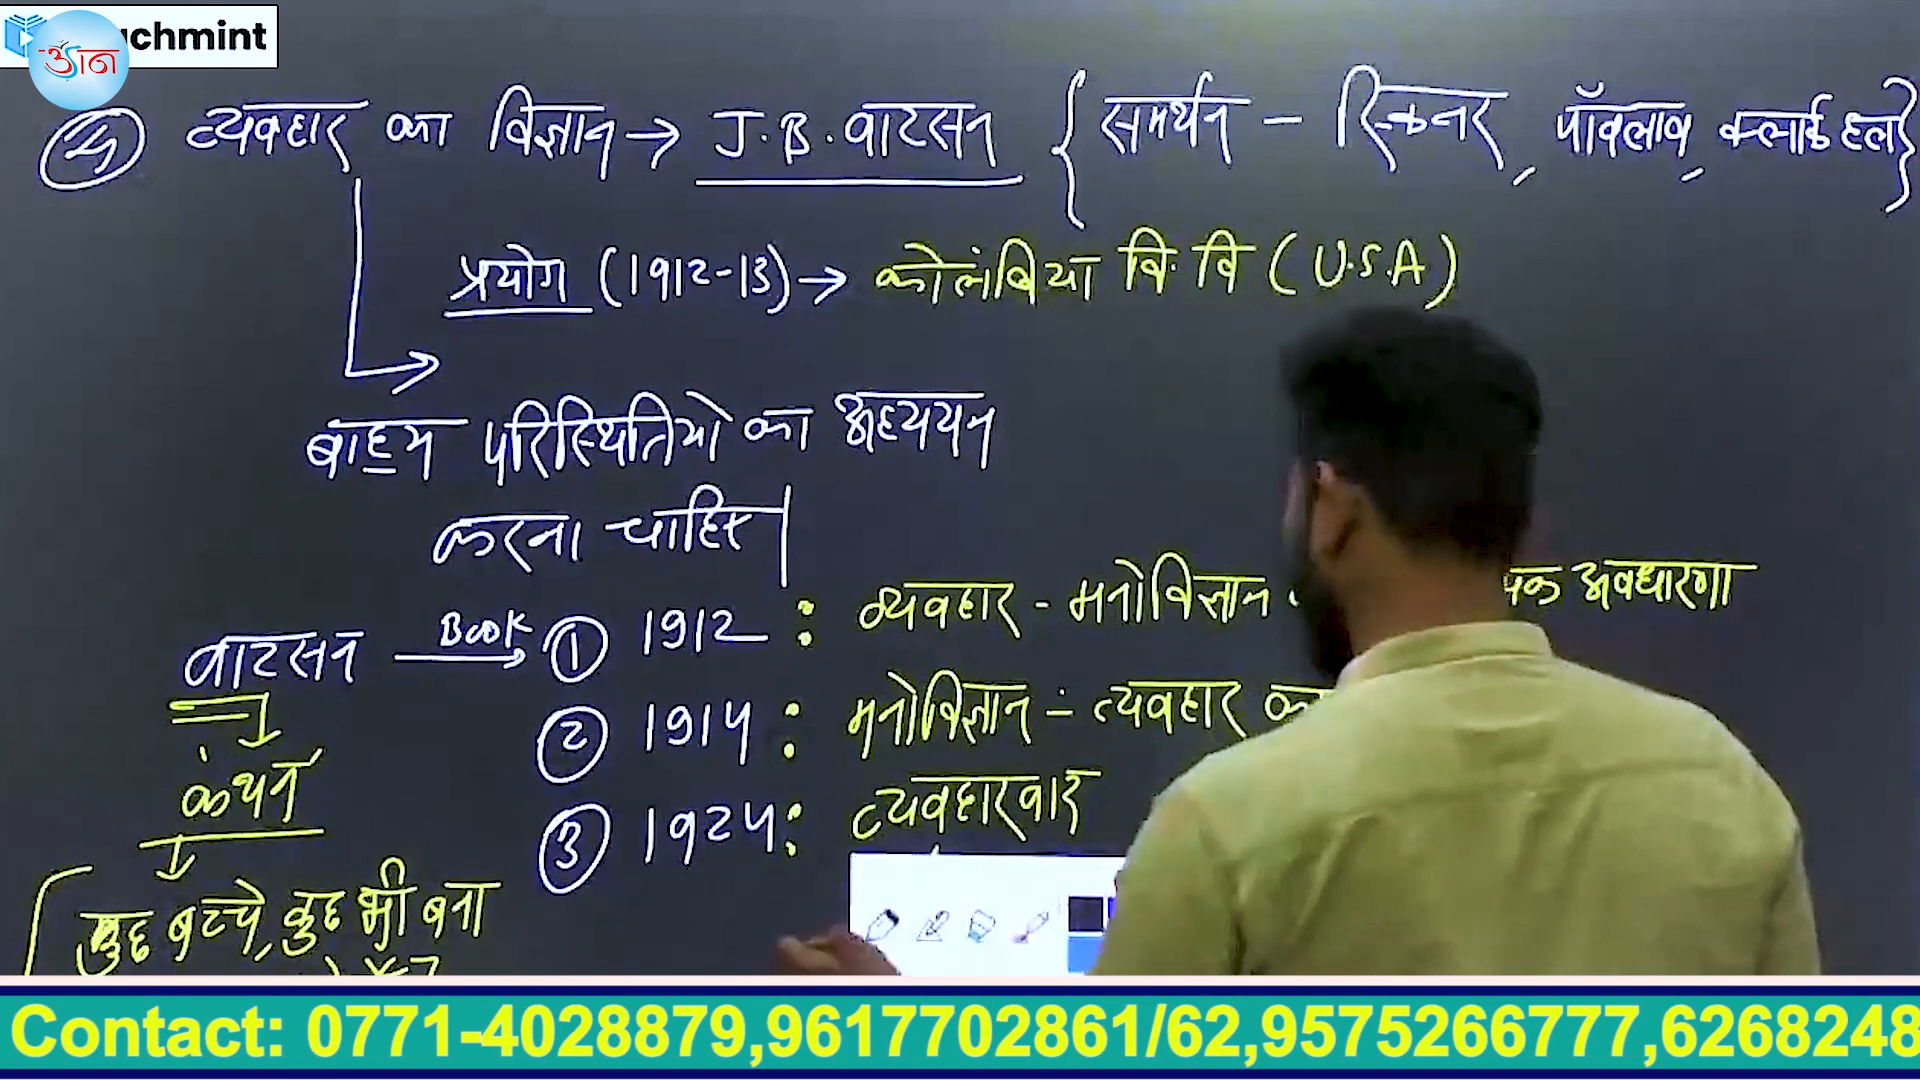 chmint
ज्ञान
④ व्यवहार का विज्ञान → J.B. वाटसन { समर्थन - स्किनर, पॉवलाव, क्लार्क हल }
प्रयोग (1912-13) → कोलंबिया वि. वि (U.S.A)
बाह्य परिस्थितियो का अध्ययन
करना चाहिए।
वाटसन Book → ① 1912 : व्यवहार - मनोविज्ञान पक अवधारणा
② 1914 : मनोविज्ञान :- व्यवहार का
कथन
③ 1924 : व्यवहारवाद
बच्चे, कुछ भी बना
Contact: 0771-4028879,9617702861/62,9575266777,6268248